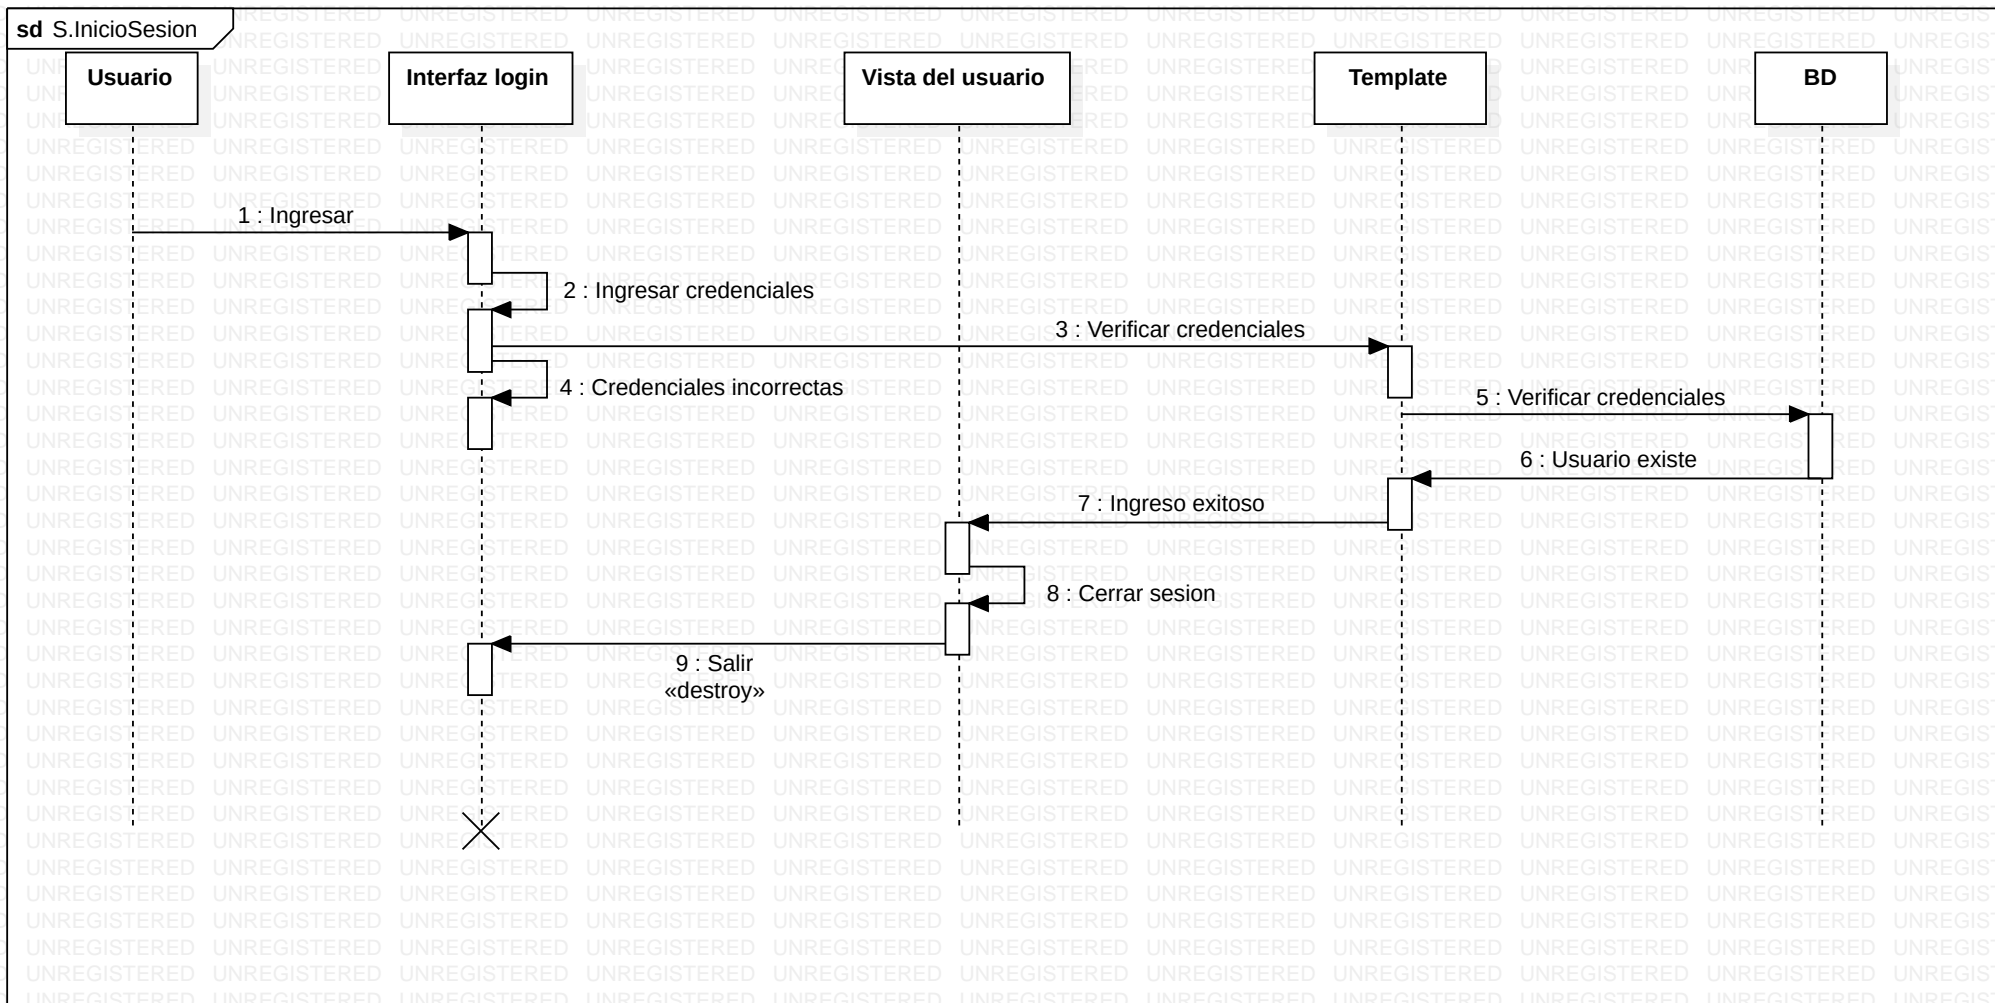 sd S.InicioSesion
Usuario
Interfaz login
Vista del usuario
Template
BD
1 : Ingresar
2 : Ingresar credenciales
3 : Verificar credenciales
4 : Credenciales incorrectas
5 : Verificar credenciales
6 : Usuario existe
7 : Ingreso exitoso
8 : Cerrar sesion
9 : Salir
«destroy»
UNREGISTERED